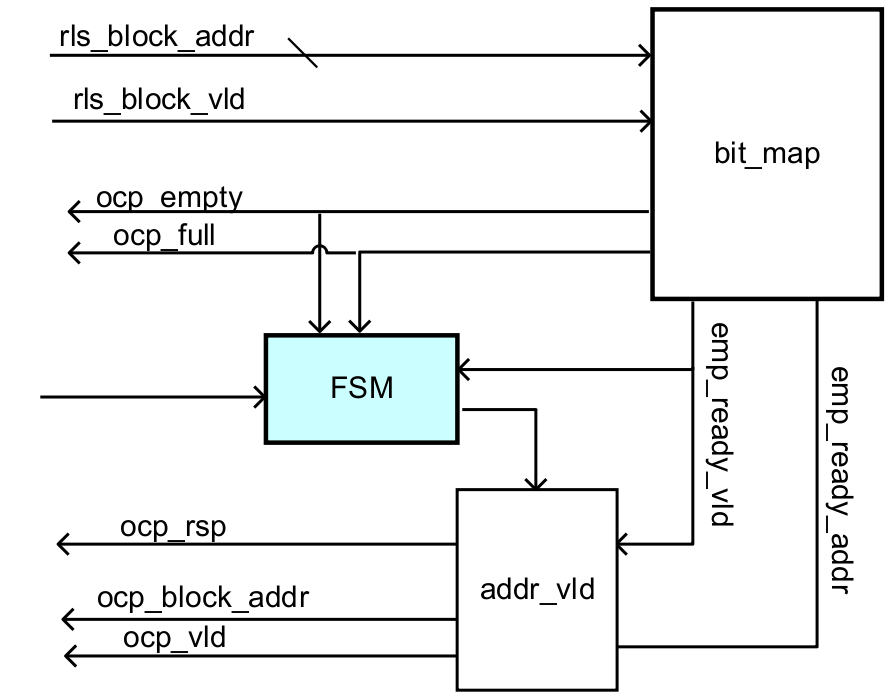 rls_block_addr
rls_block_vld
bit_map
ocp_empty
ocp_full
FSM
emp_ready_vld
emp_ready_addr
ocp_rsp
addr_vld
ocp_block_addr
ocp_vld